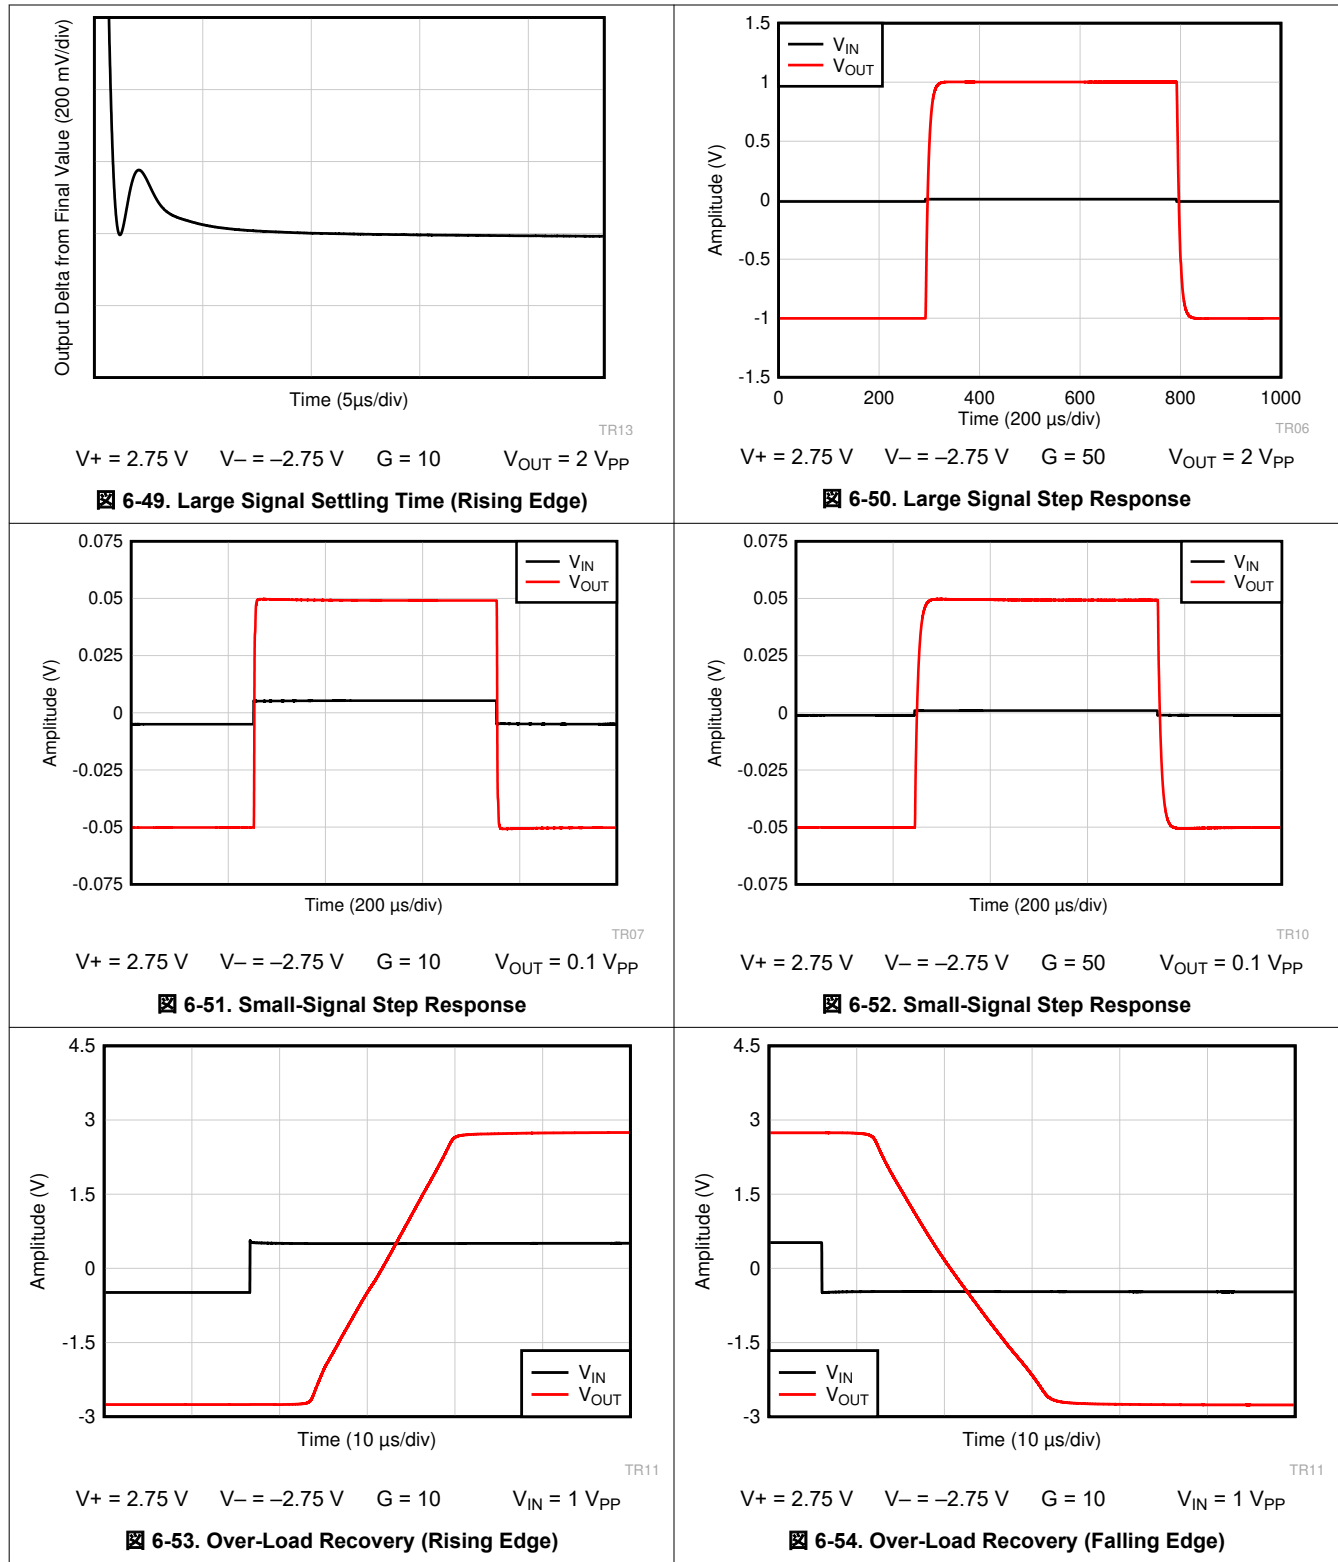 Output Delta from Final Value (200 mV/div)
Time (5µs/div)
TR13
V+ = 2.75 V V– = –2.75 V G = 10 VOUT = 2 VPP
図 6-49. Large Signal Settling Time (Rising Edge)
1.5
1
0.5
0
-0.5
-1
-1.5
Amplitude (V)
VIN
VOUT
0 200 400 600 800 1000
Time (200 µs/div)
TR06
V+ = 2.75 V V– = –2.75 V G = 50 VOUT = 2 VPP
図 6-50. Large Signal Step Response
0.075
0.05
0.025
0
-0.025
-0.05
-0.075
Amplitude (V)
VIN
VOUT
Time (200 µs/div)
TR07
V+ = 2.75 V V– = –2.75 V G = 10 VOUT = 0.1 VPP
図 6-51. Small-Signal Step Response
0.075
0.05
0.025
0
-0.025
-0.05
-0.075
Amplitude (V)
VIN
VOUT
Time (200 µs/div)
TR10
V+ = 2.75 V V– = –2.75 V G = 50 VOUT = 0.1 VPP
図 6-52. Small-Signal Step Response
4.5
3
1.5
0
-1.5
-3
Amplitude (V)
VIN
VOUT
Time (10 µs/div)
TR11
V+ = 2.75 V V– = –2.75 V G = 10 VIN = 1 VPP
図 6-53. Over-Load Recovery (Rising Edge)
4.5
3
1.5
0
-1.5
-3
Amplitude (V)
VIN
VOUT
Time (10 µs/div)
TR11
V+ = 2.75 V V– = –2.75 V G = 10 VIN = 1 VPP
図 6-54. Over-Load Recovery (Falling Edge)